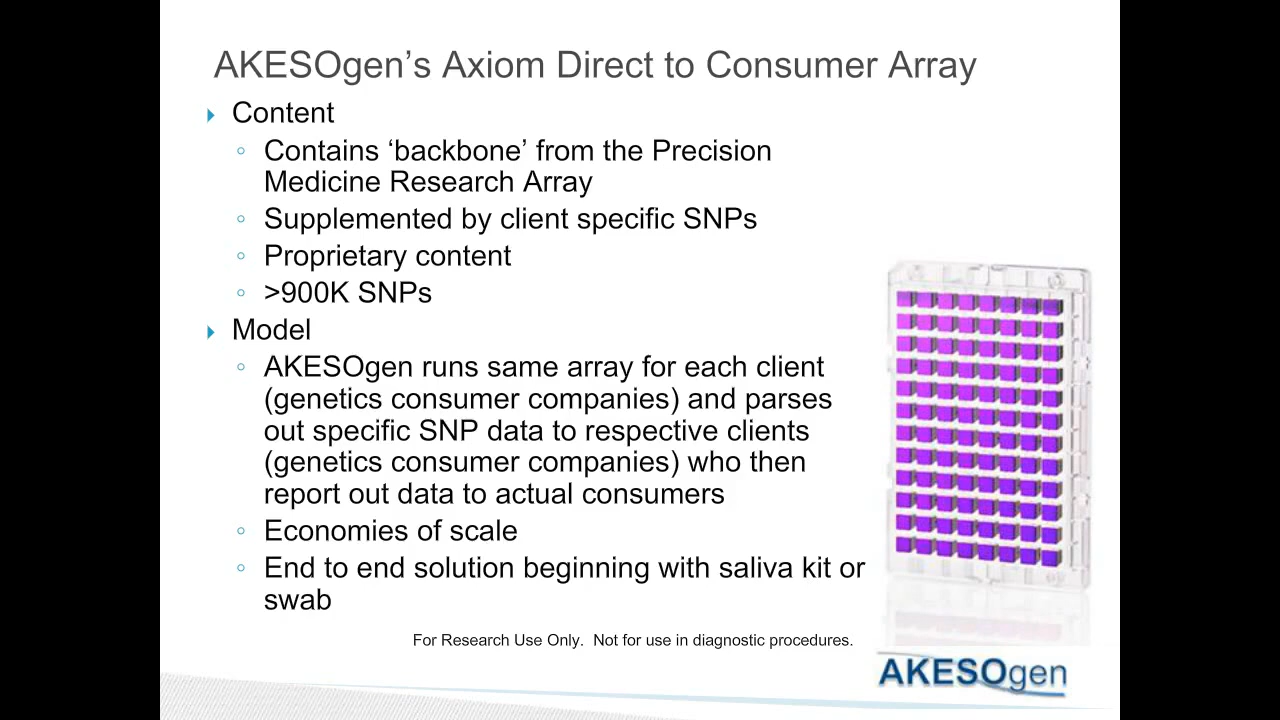 AKESOgen’s Axiom Direct to Consumer Array
Content
Contains ‘backbone’ from the Precision
Medicine Research Array
Supplemented by client specific SNPs
Proprietary content
>900K SNPs
Model
AKESOgen runs same array for each client
(genetics consumer companies) and parses
out specific SNP data to respective clients
(genetics consumer companies) who then
report out data to actual consumers
Economies of scale
End to end solution beginning with saliva kit or
swab
For Research Use Only.  Not for use in diagnostic procedures.
AKESOgen